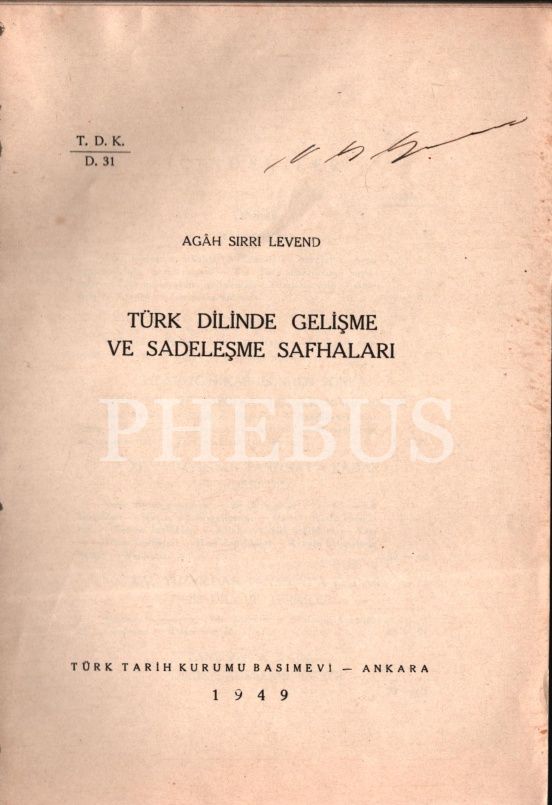 T. D. K.
D. 31
AGÂH SIRRI LEVEND
TÜRK DİLİNDE GELİŞME
VE SADELEŞME SAFHALARI
PHEBUS
TÜRK TARİH KURUMU BASIMEVİ — ANKARA
1949